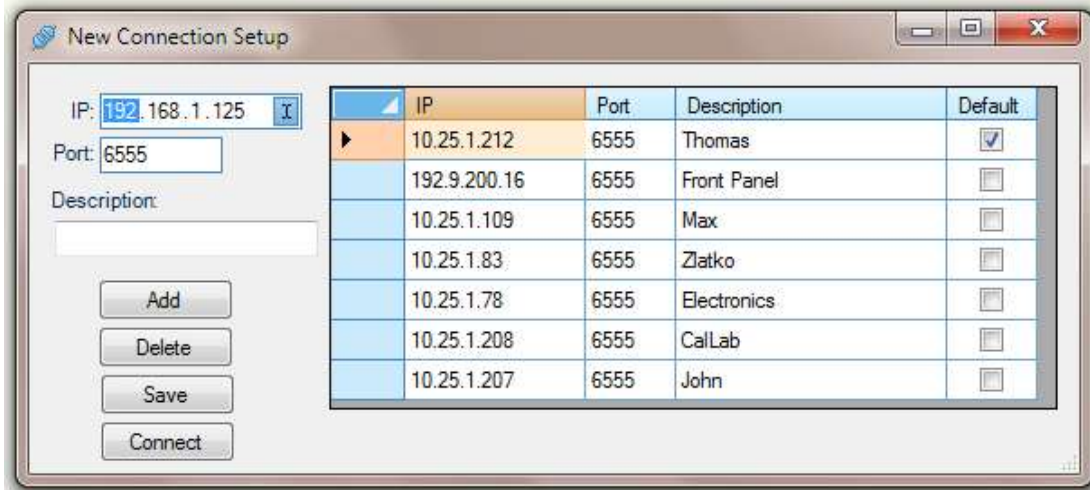 New Connection Setup
IP: 192.168.1.125
Port: 6555
Description:
Add
Delete
Save
Connect
IP Port Description Default
10.25.1.212 6555 Thomas
192.9.200.16 6555 Front Panel
10.25.1.109 6555 Max
10.25.1.83 6555 Zlatko
10.25.1.78 6555 Electronics
10.25.1.208 6555 CalLab
10.25.1.207 6555 John